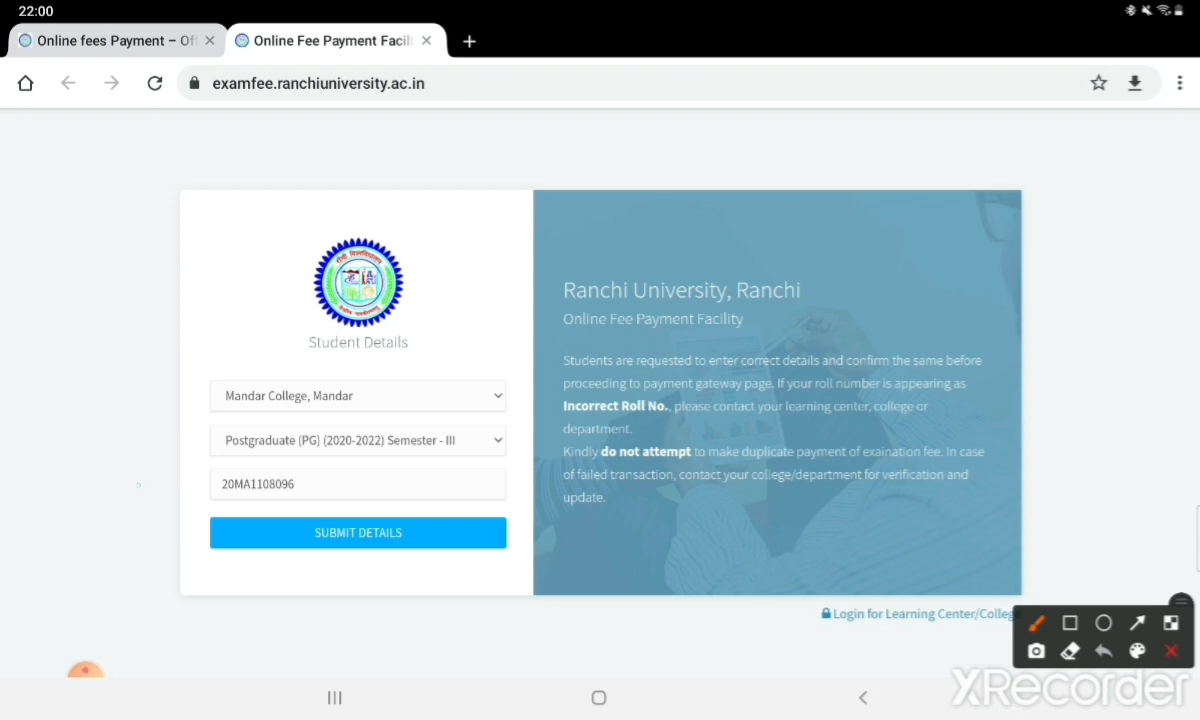 22:00
Online fees Payment – Of
Online Fee Payment Facili
examfee.ranchiuniversity.ac.in
राँची विश्वविद्यालय
Student Details
Mandar College, Mandar
Postgraduate (PG) (2020-2022) Semester - III
20MA1108096
SUBMIT DETAILS
Ranchi University, Ranchi
Online Fee Payment Facility
Students are requested to enter correct details and confirm the same before
proceeding to payment gateway page. If your roll number is appearing as
Incorrect Roll No., please contact your learning center, college or
department.
Kindly do not attempt to make duplicate payment of exaination fee. In case
of failed transaction, contact your college/department for verification and
update.
Login for Learning Center/Colleg
XRecorder